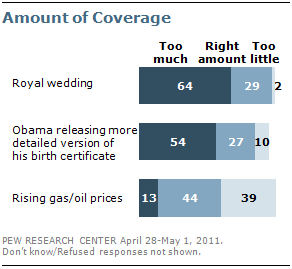 Amount of Coverage
Too much Right amount Too little
Royal wedding 64 29 2
Obama releasing more detailed version of his birth certificate 54 27 10
Rising gas/oil prices 13 44 39
PEW RESEARCH CENTER April 28-May 1, 2011.
Don't know/Refused responses not shown.